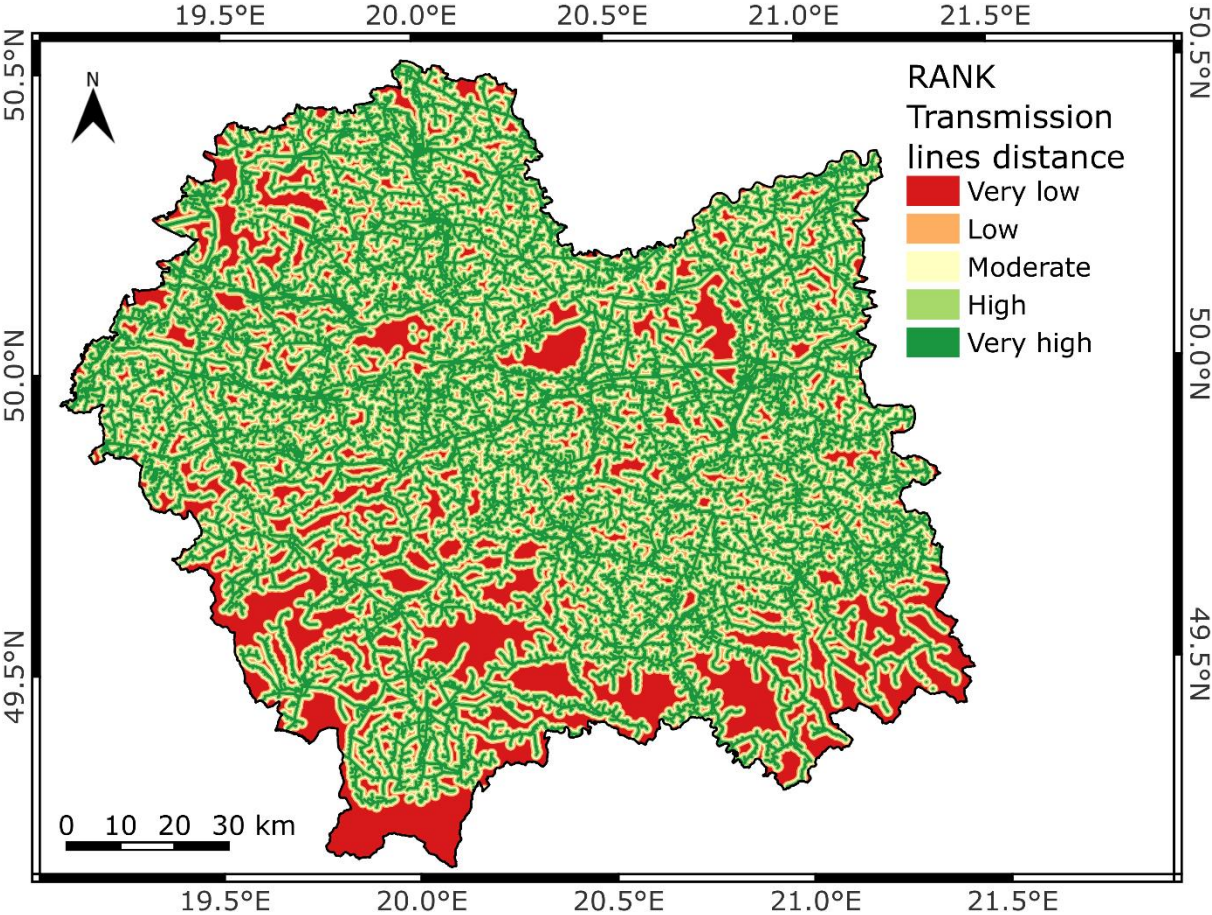 19.5°E 20.0°E 20.5°E 21.0°E 21.5°E
50.5°N
50.5°N
N
RANK
Transmission
lines distance
Very low
Low
Moderate
High
Very high
50.0°N
50.0°N
49.5°N
49.5°N
0 10 20 30 km
19.5°E 20.0°E 20.5°E 21.0°E 21.5°E